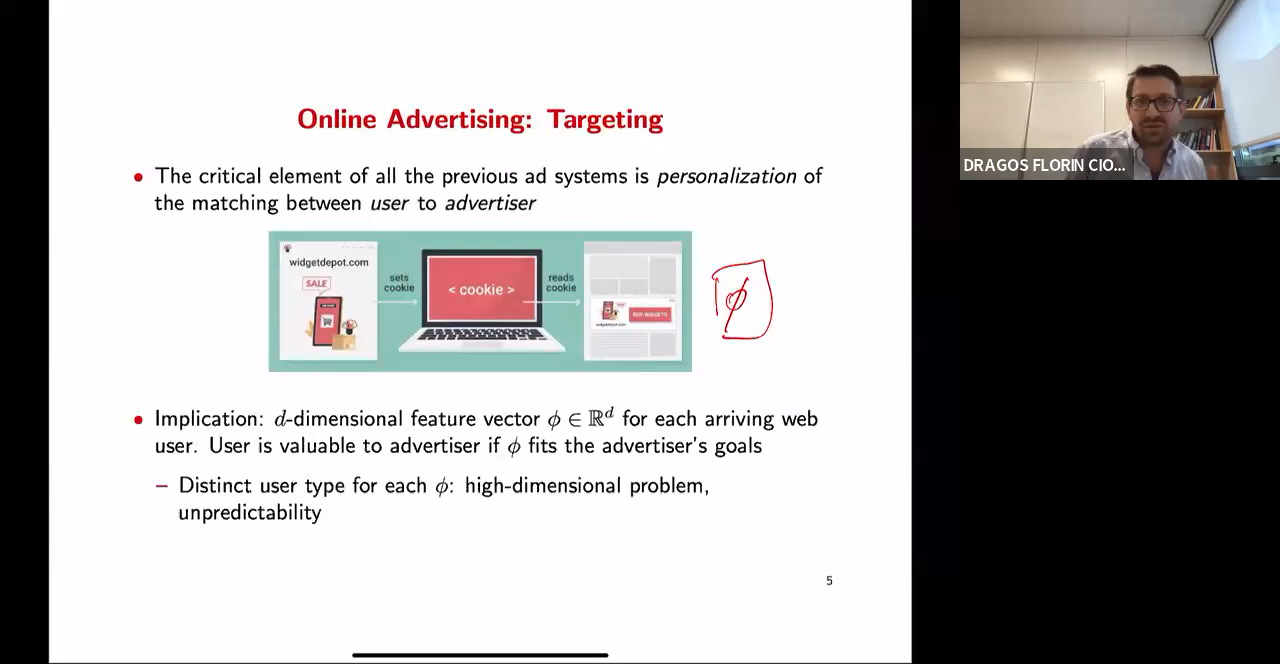 Online Advertising: Targeting
• The critical element of all the previous ad systems is personalization of
the matching between user to advertiser
widgetdepot.com
SALE
sets
cookie
< cookie >
reads
cookie
BUY WIDGETS
ϕ
• Implication: d-dimensional feature vector ϕ ∈ ℝᵈ for each arriving web
user. User is valuable to advertiser if ϕ fits the advertiser's goals
– Distinct user type for each ϕ: high-dimensional problem,
unpredictability
5
DRAGOS FLORIN CIO...